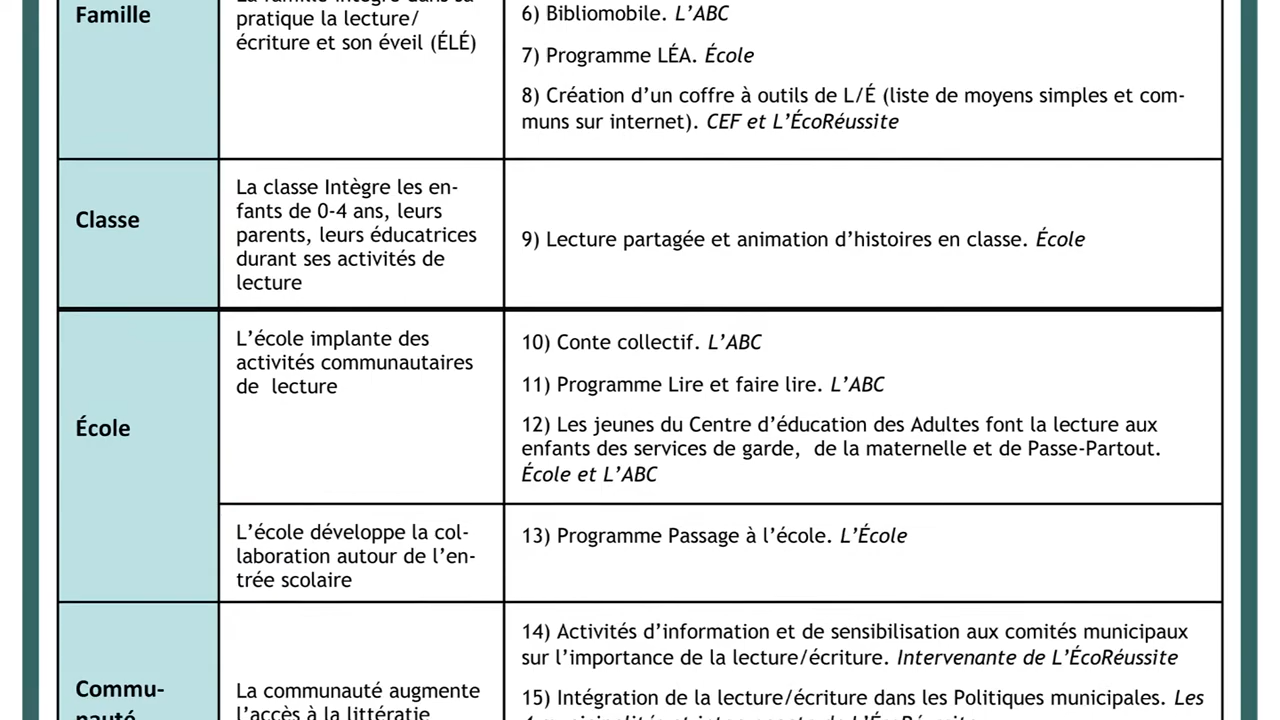 Famille
pratique la lecture/
écriture et son éveil (ÉLÉ)
6) Bibliomobile. L’ABC
7) Programme LÉA. École
8) Création d’un coffre à outils de L/É (liste de moyens simples et com-
muns sur internet). CEF et L’ÉcoRéussite
Classe
La classe Intègre les en-
fants de 0-4 ans, leurs
parents, leurs éducatrices
durant ses activités de
lecture
9) Lecture partagée et animation d’histoires en classe. École
École
L’école implante des
activités communautaires
de  lecture
10) Conte collectif. L’ABC
11) Programme Lire et faire lire. L’ABC
12) Les jeunes du Centre d’éducation des Adultes font la lecture aux
enfants des services de garde,  de la maternelle et de Passe-Partout.
École et L’ABC
L’école développe la col-
laboration autour de l’en-
trée scolaire
13) Programme Passage à l’école. L’École
Commu-
nauté
La communauté augmente
l’accès à la littératie
14) Activités d’information et de sensibilisation aux comités municipaux
sur l’importance de la lecture/écriture. Intervenante de L’ÉcoRéussite
15) Intégration de la lecture/écriture dans les Politiques municipales. Les